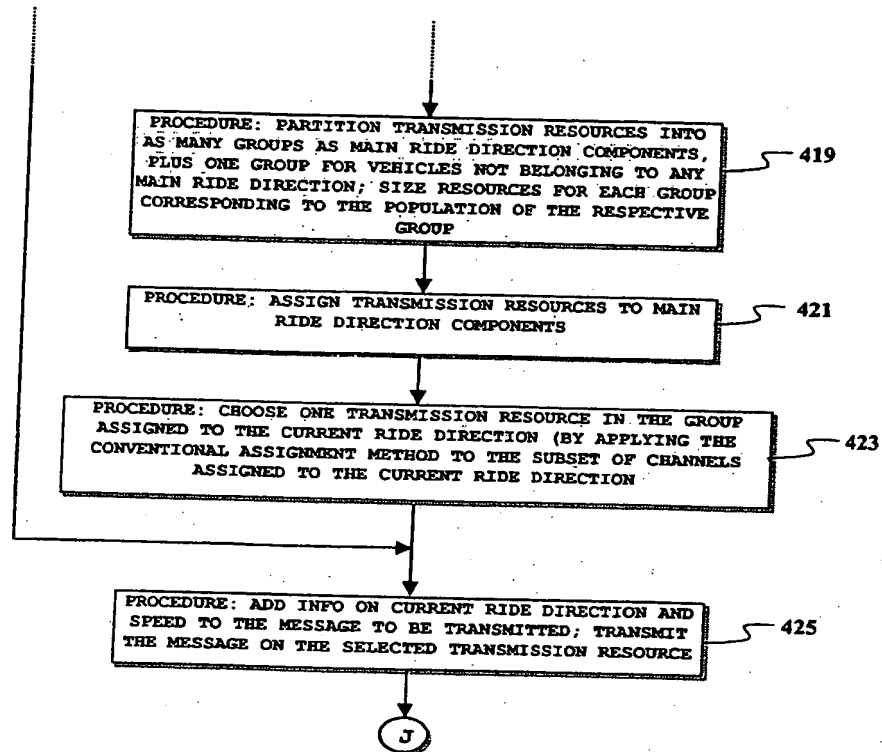 PROCEDURE: PARTITION TRANSMISSION RESOURCES INTO
AS MANY GROUPS AS MAIN RIDE DIRECTION COMPONENTS,
PLUS ONE GROUP FOR VEHICLES NOT BELONGING TO ANY
MAIN RIDE DIRECTION; SIZE RESOURCES FOR EACH GROUP
CORRESPONDING TO THE POPULATION OF THE RESPECTIVE
GROUP
419
PROCEDURE: ASSIGN TRANSMISSION RESOURCES TO MAIN
RIDE DIRECTION COMPONENTS
421
PROCEDURE: CHOOSE ONE TRANSMISSION RESOURCE IN THE GROUP
ASSIGNED TO THE CURRENT RIDE DIRECTION (BY APPLYING THE
CONVENTIONAL ASSIGNMENT METHOD TO THE SUBSET OF CHANNELS
ASSIGNED TO THE CURRENT RIDE DIRECTION
423
PROCEDURE: ADD INFO ON CURRENT RIDE DIRECTION AND
SPEED TO THE MESSAGE TO BE TRANSMITTED; TRANSMIT
THE MESSAGE ON THE SELECTED TRANSMISSION RESOURCE
425
J